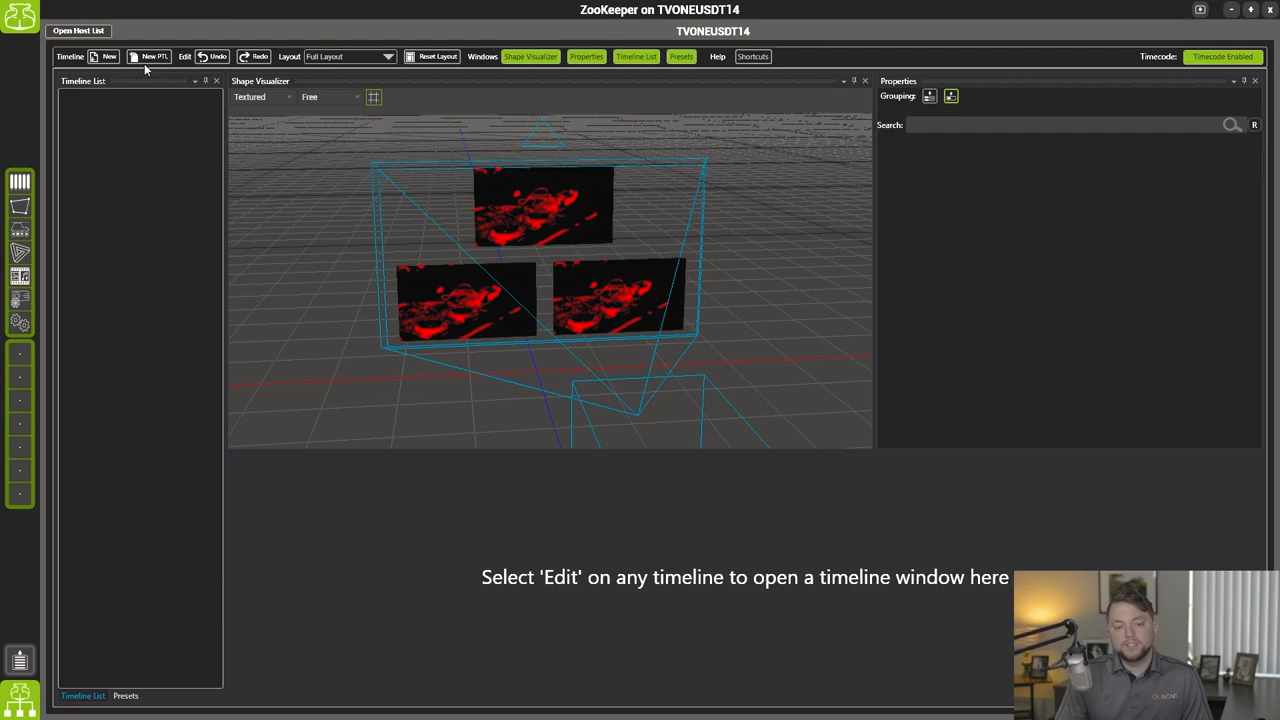 ZooKeeper on TVONEUSDT14
Open Host List
TVONEUSDT14
Timeline New New PTL Edit Undo Redo Layout Full Layout Reset Layout Windows Shape Visualizer Properties Timeline List Presets Help Shortcuts Timecode: Timecode Enabled
Timeline List
Shape Visualizer
Properties
Textured Free
Grouping:
Search: R
Select 'Edit' on any timeline to open a timeline window here
Timeline List Presets